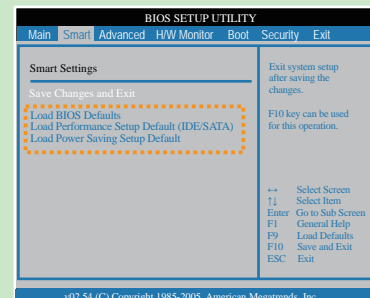 BIOS SETUP UTILITY
Main Smart Advanced H/W Monitor Boot Security Exit
Smart Settings
Save Changes and Exit
Load BIOS Defaults
Load Performance Setup Default (IDE/SATA)
Load Power Saving Setup Default
Exit system setup
after saving the
changes.
F10 key can be used
for this operation.
↔ Select Screen
↑↓ Select Item
Enter Go to Sub Screen
F1 General Help
F9 Load Defaults
F10 Save and Exit
ESC Exit
v02.54 (C) Copyright 1985-2005, American Megatrends, Inc.